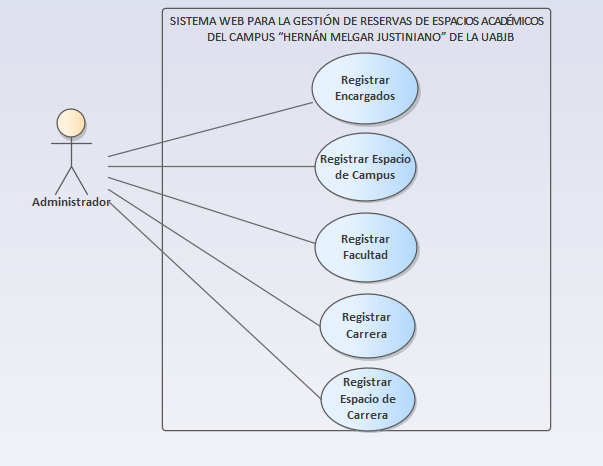 SISTEMA WEB PARA LA GESTIÓN DE RESERVAS DE ESPACIOS ACADÉMICOS
DEL CAMPUS “HERNÁN MELGAR JUSTINIANO” DE LA UABJB
Registrar
Encargados
Registrar Espacio
de Campus
Administrador
Registrar
Facultad
Registrar
Carrera
Registrar
Espacio de
Carrera